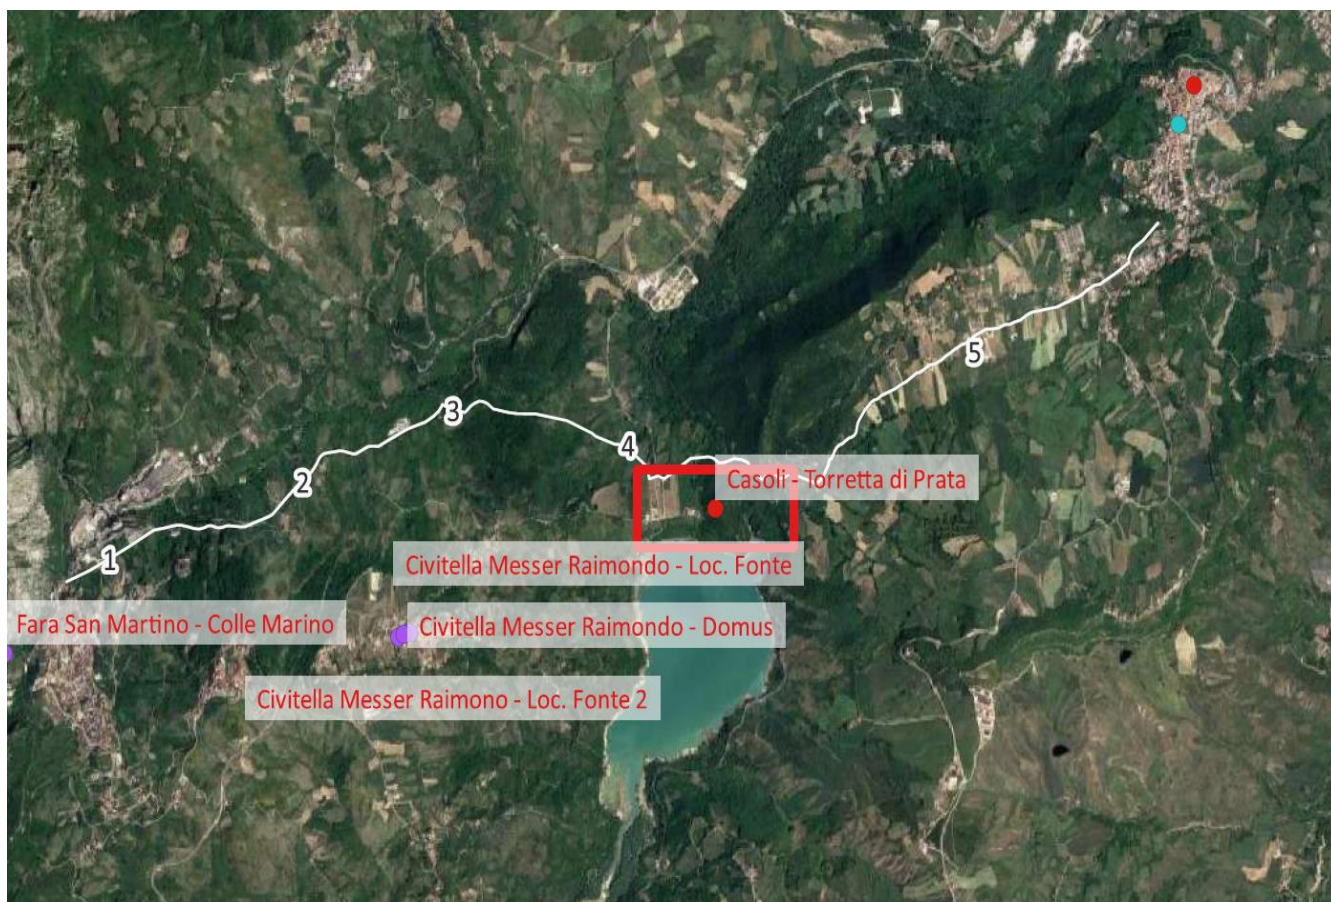 5
3
4
Casoli - Torretta di Prata
2
1
Civitella Messer Raimondo - Loc. Fonte
Fara San Martino - Colle Marino
Civitella Messer Raimondo - Domus
Civitella Messer Raimono - Loc. Fonte 2